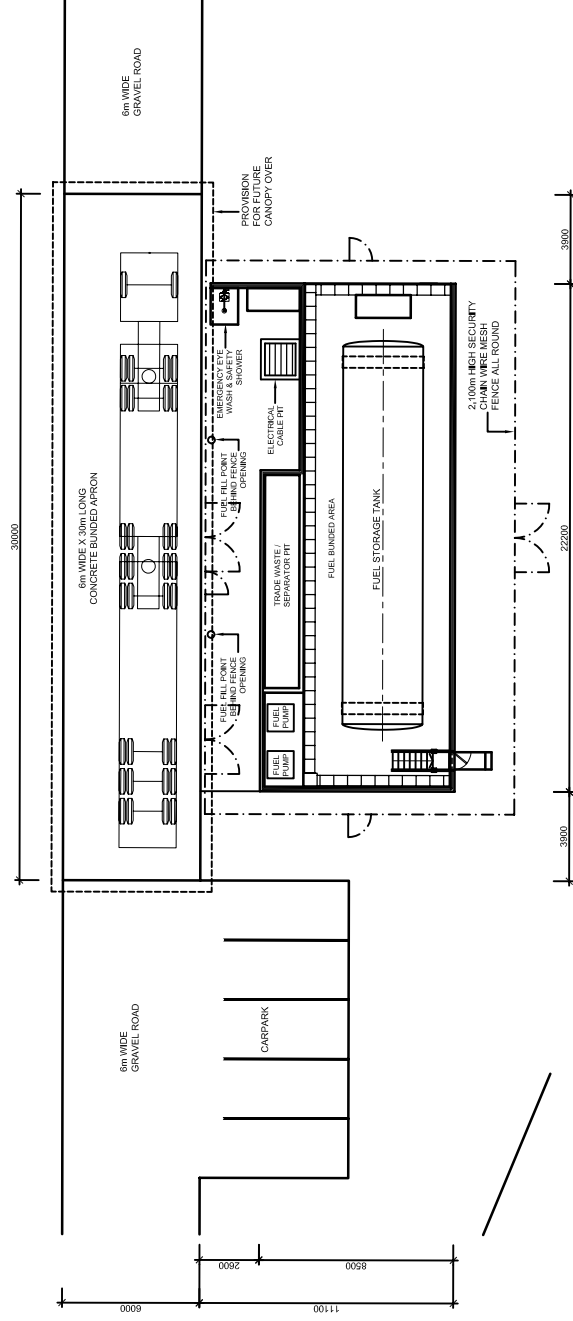 6m WIDE
GRAVEL ROAD
PROVISION
FOR FUTURE
CANOPY OVER
30000
6m WIDE X 30m LONG
CONCRETE BUNDED APRON
EMERGENCY EYE
WASH & SAFETY
SHOWER
ELECTRICAL
CABLE PIT
FUEL FILL POINT
BEHIND FENCE
OPENING
FUEL FILL POINT
BEHIND FENCE
OPENING
TRADE WASTE /
SEPARATOR PIT
FUEL
PUMP
FUEL
PUMP
FUEL BUNDED AREA
FUEL STORAGE TANK
2,100m HIGH SECURITY
CHAIN WIRE MESH
FENCE ALL ROUND
3900
22200
3900
6m WIDE
GRAVEL ROAD
CARPARK
6000
2600
8500
11100